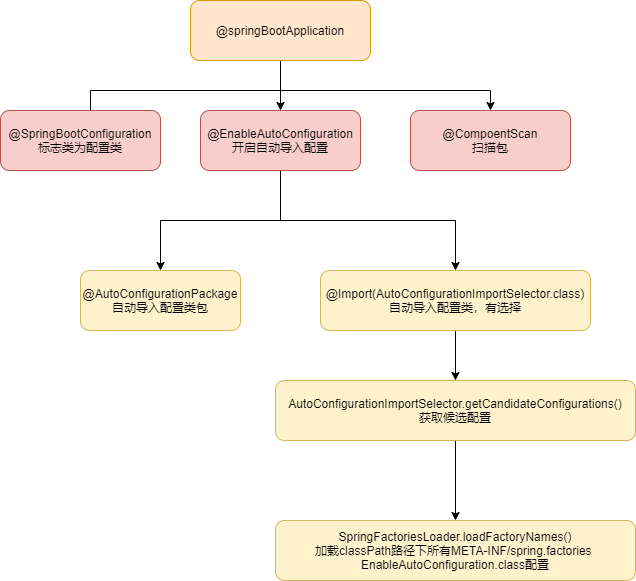 @springBootApplication
@SpringBootConfiguration
标志类为配置类
@EnableAutoConfiguration
开启自动导入配置
@CompoentScan
扫描包
@AutoConfigurationPackage
自动导入配置类包
@Import(AutoConfigurationImportSelector.class)
自动导入配置类，有选择
AutoConfigurationImportSelector.getCandidateConfigurations()
获取候选配置
SpringFactoriesLoader.loadFactoryNames()
加载classPath路径下所有META-INF/spring.factories
EnableAutoConfiguration.class配置